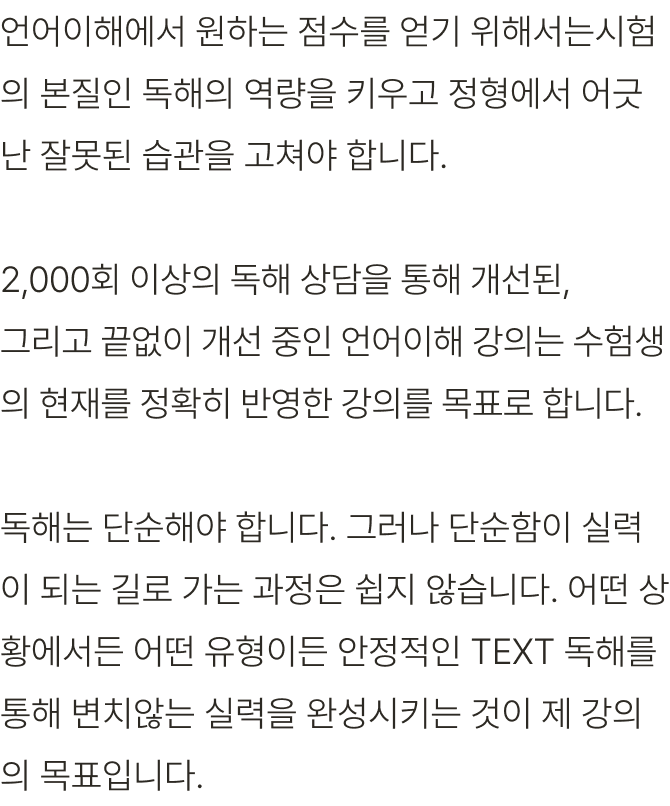 언어이해에서 원하는 점수를 얻기 위해서는시험
의 본질인 독해의 역량을 키우고 정형에서 어긋
난 잘못된 습관을 고쳐야 합니다.
2,000회 이상의 독해 상담을 통해 개선된,
그리고 끝없이 개선 중인 언어이해 강의는 수험생
의 현재를 정확히 반영한 강의를 목표로 합니다.
독해는 단순해야 합니다. 그러나 단순함이 실력
이 되는 길로 가는 과정은 쉽지 않습니다. 어떤 상
황에서든 어떤 유형이든 안정적인 TEXT 독해를
통해 변치않는 실력을 완성시키는 것이 제 강의
의 목표입니다.